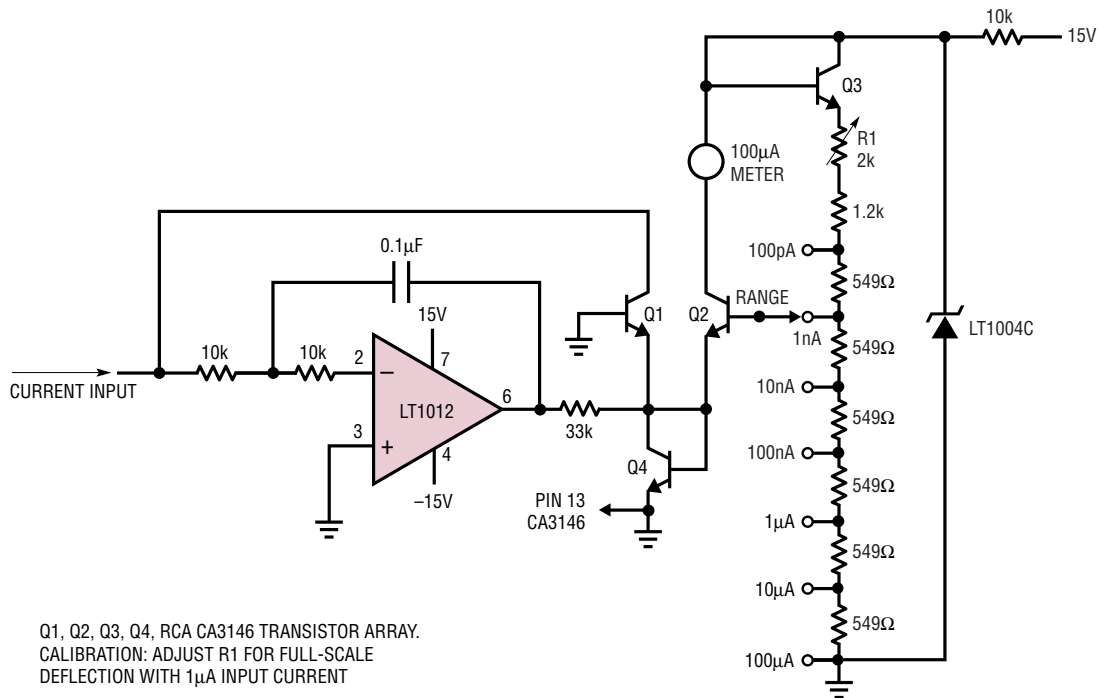 10k
15V
Q3
R1
2k
100µA
METER
1.2k
0.1µF
100pA
549Ω
15V
Q1
Q2
RANGE
1nA
LT1004C
10k
10k
2
7
549Ω
CURRENT INPUT
LT1012
6
10nA
33k
549Ω
3
4
100nA
Q4
549Ω
–15V
PIN 13
CA3146
1µA
549Ω
10µA
549Ω
Q1, Q2, Q3, Q4, RCA CA3146 TRANSISTOR ARRAY.
CALIBRATION: ADJUST R1 FOR FULL-SCALE
DEFLECTION WITH 1µA INPUT CURRENT
100µA